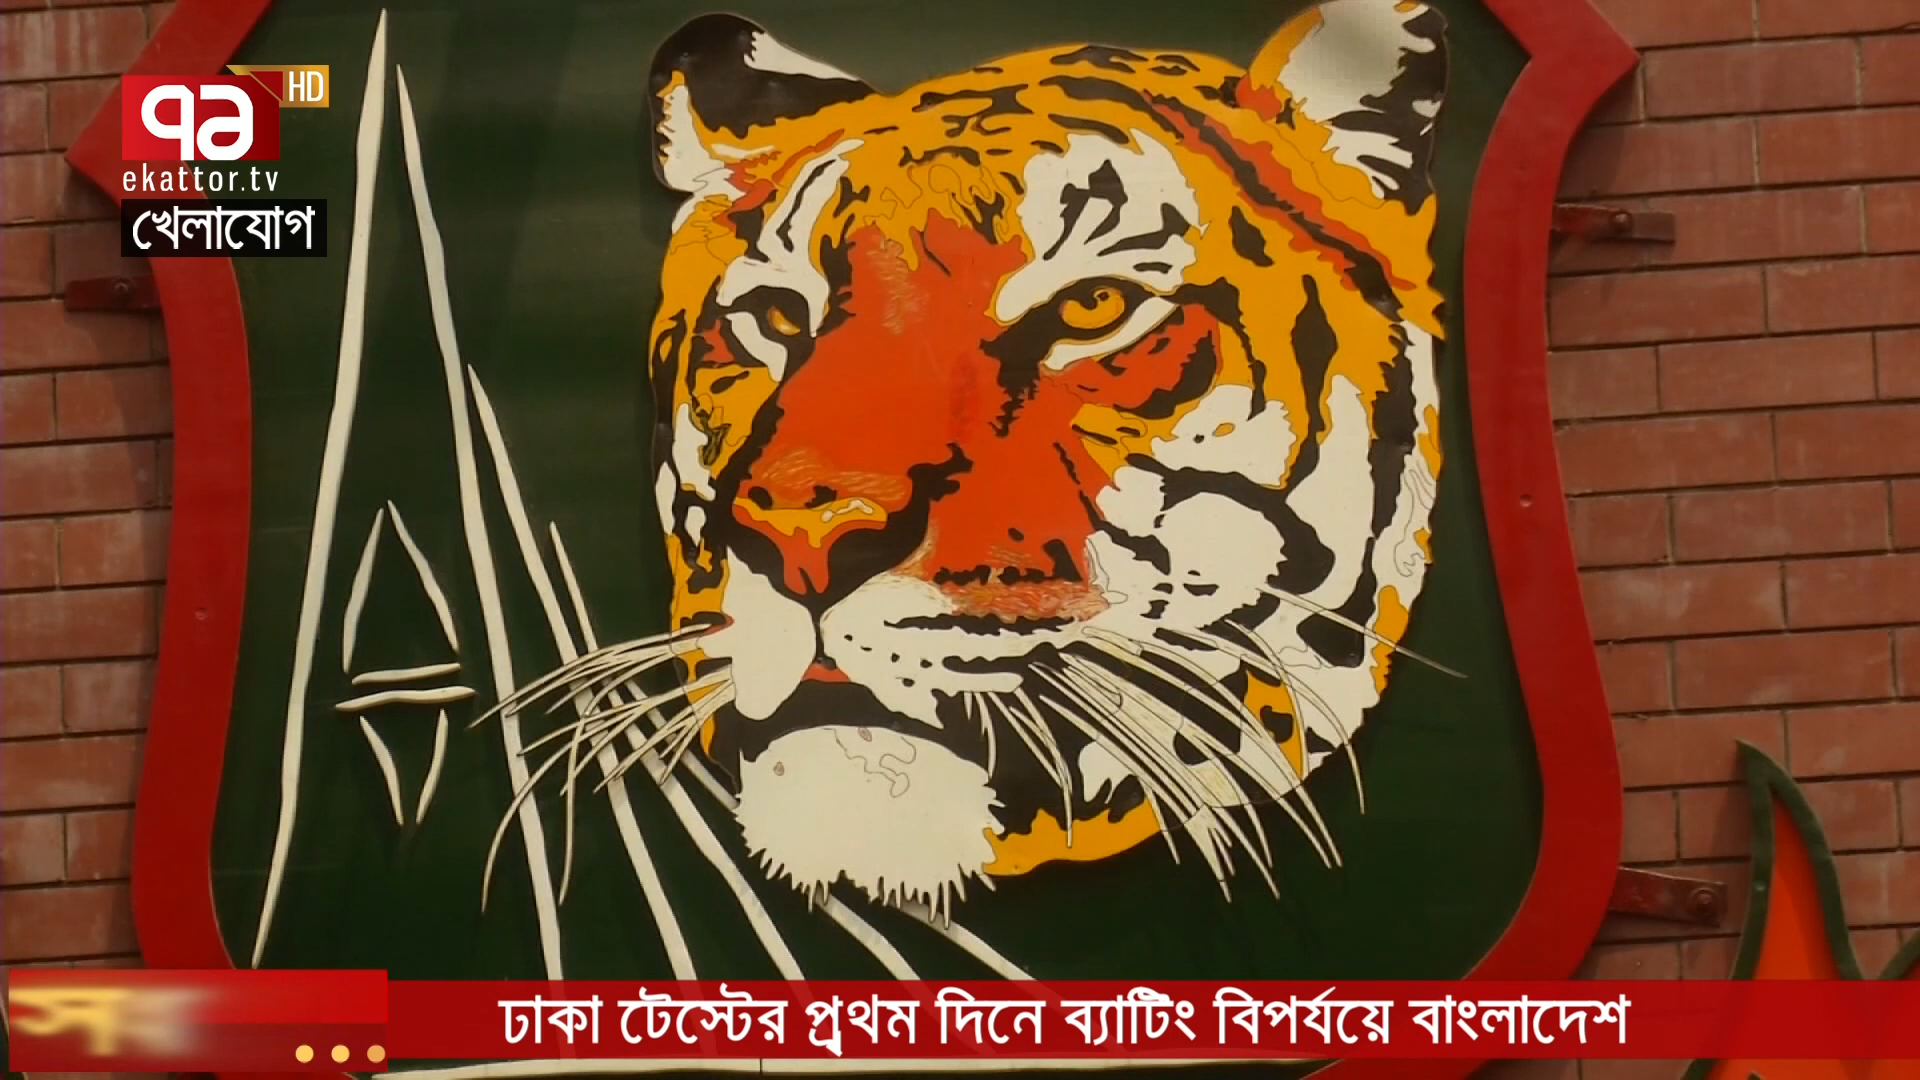 HD
৭১
ekattor.tv
খেলাযোগ
ঢাকা টেস্টের প্রথম দিনে ব্যাটিং বিপর্যয়ে বাংলাদেশ